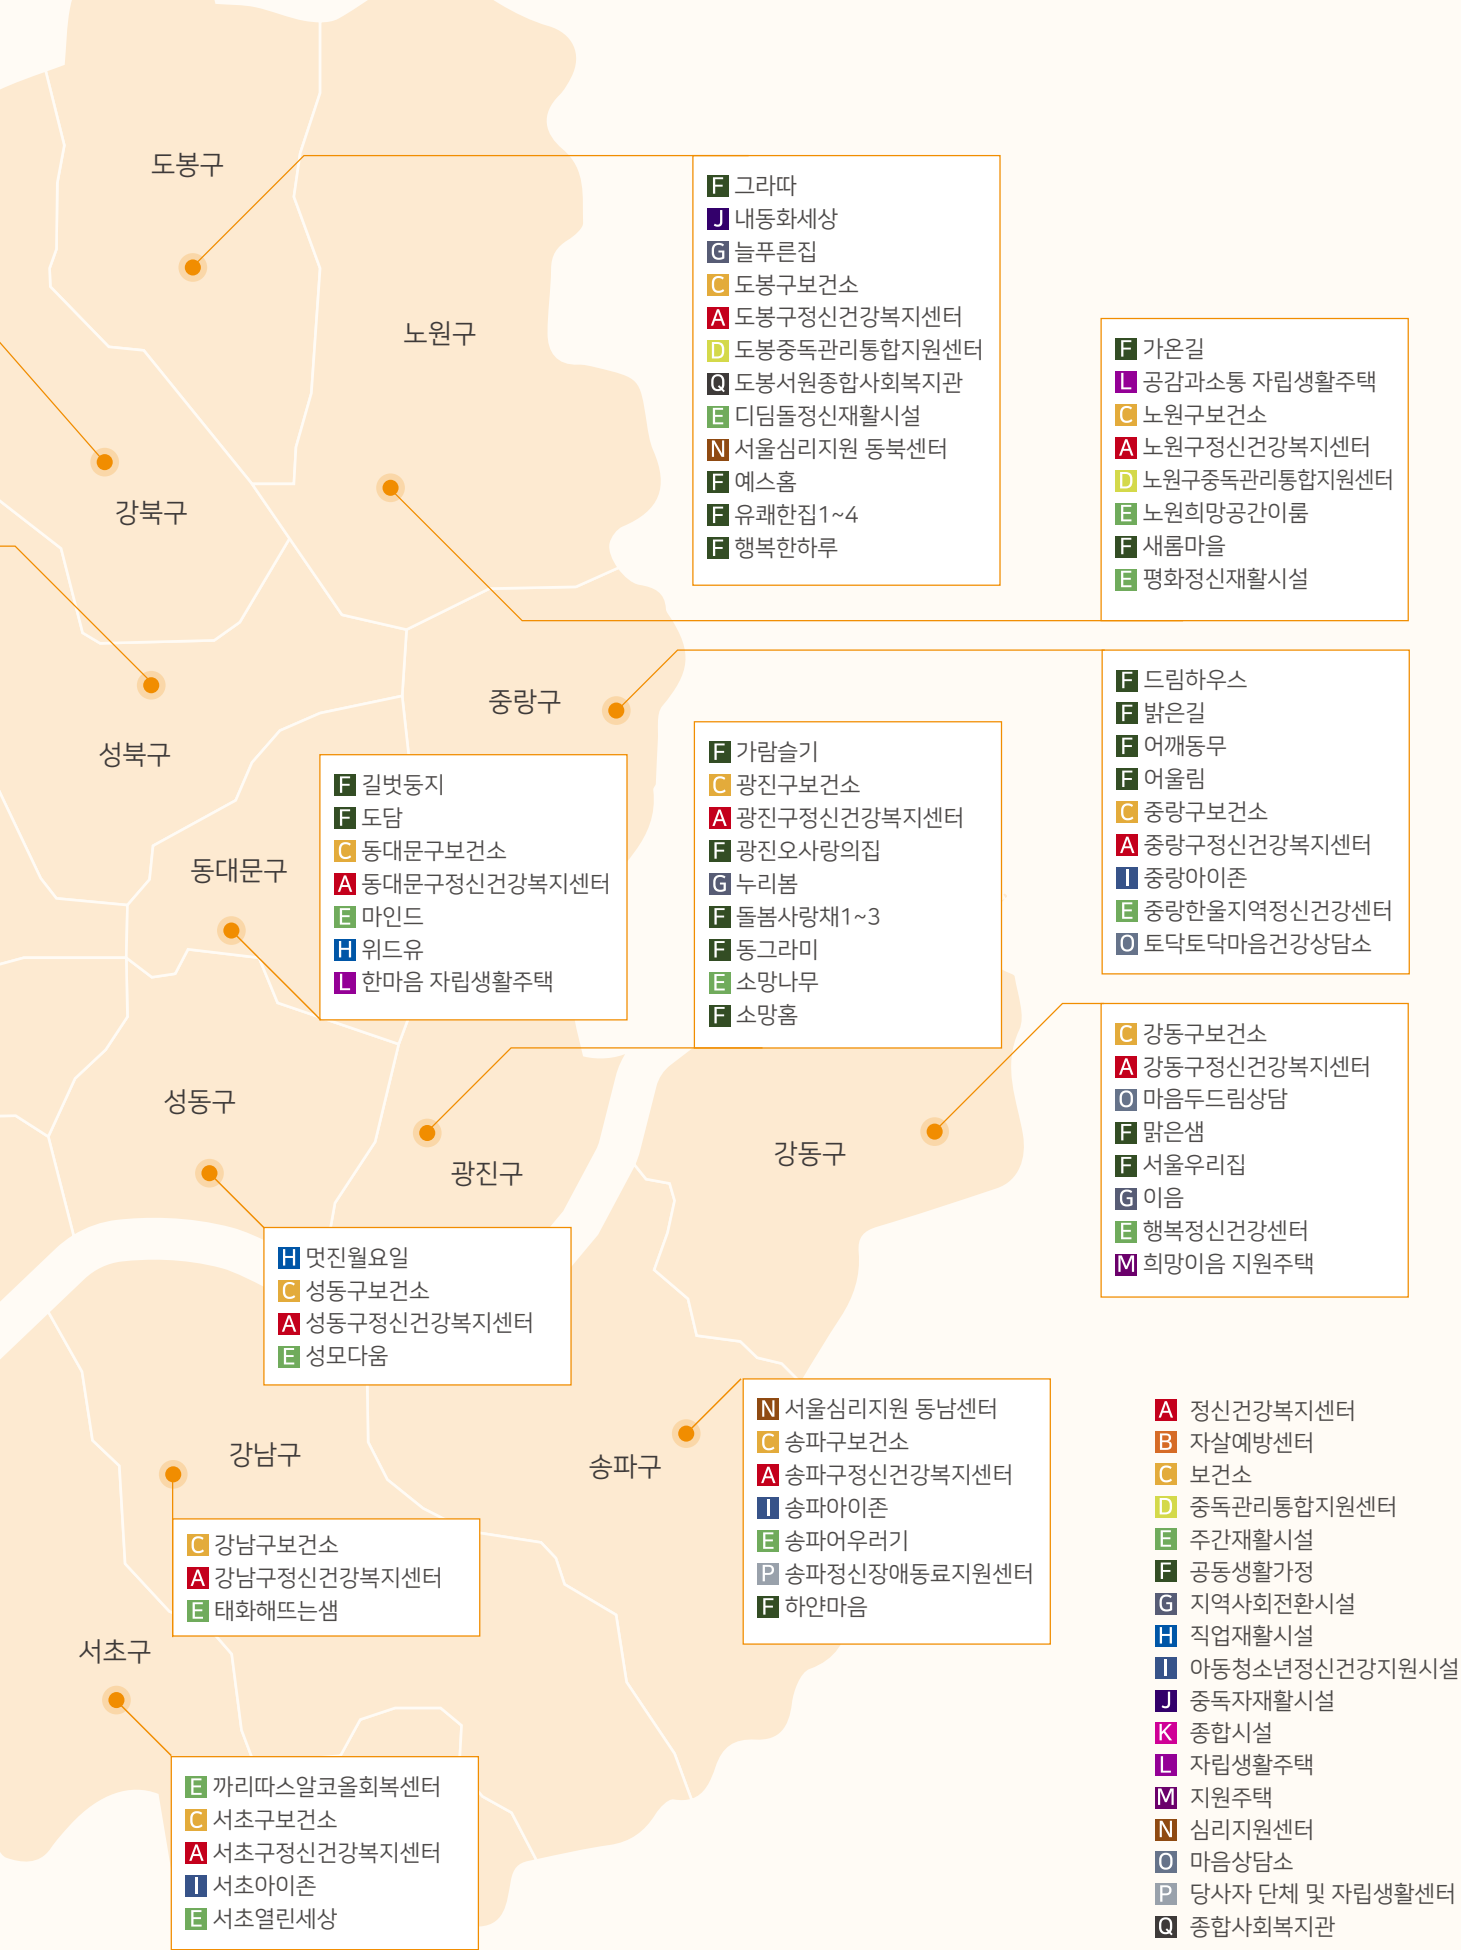 도봉구
F 그라따
J 내동화세상
G 늘푸른집
C 도봉구보건소
A 도봉구정신건강복지센터
D 도봉중독관리통합지원센터
Q 도봉서원종합사회복지관
E 디딤돌정신재활시설
N 서울심리지원 동북센터
F 예스홈
F 유쾌한집1~4
F 행복한하루
노원구
F 가온길
L 공감과소통 자립생활주택
C 노원구보건소
A 노원구정신건강복지센터
D 노원구중독관리통합지원센터
E 노원희망공간이룸
F 새롬마을
E 평화정신재활시설
강북구
성북구
중랑구
F 드림하우스
F 밝은길
F 어깨동무
F 어울림
C 중랑구보건소
A 중랑구정신건강복지센터
I 중랑아이존
E 중랑한울지역정신건강센터
O 토닥토닥마음건강상담소
동대문구
F 길벗둥지
F 도담
C 동대문구보건소
A 동대문구정신건강복지센터
E 마인드
H 위드유
L 한마음 자립생활주택
F 가람슬기
C 광진구보건소
A 광진구정신건강복지센터
F 광진오사랑의집
G 누리봄
F 돌봄사랑채1~3
F 동그라미
E 소망나무
F 소망홈
성동구
광진구
강동구
C 강동구보건소
A 강동구정신건강복지센터
O 마음두드림상담
F 맑은샘
F 서울우리집
G 이음
E 행복정신건강센터
M 희망이음 지원주택
H 멋진월요일
C 성동구보건소
A 성동구정신건강복지센터
E 성모다움
강남구
C 강남구보건소
A 강남구정신건강복지센터
E 태화해뜨는샘
송파구
N 서울심리지원 동남센터
C 송파구보건소
A 송파구정신건강복지센터
I 송파아이존
E 송파어우러기
P 송파정신장애동료지원센터
F 하얀마음
서초구
E 까리따스알코올회복센터
C 서초구보건소
A 서초구정신건강복지센터
I 서초아이존
E 서초열린세상
A 정신건강복지센터
B 자살예방센터
C 보건소
D 중독관리통합지원센터
E 주간재활시설
F 공동생활가정
G 지역사회전환시설
H 직업재활시설
I 아동청소년정신건강지원시설
J 중독자재활시설
K 종합시설
L 자립생활주택
M 지원주택
N 심리지원센터
O 마음상담소
P 당사자 단체 및 자립생활센터
Q 종합사회복지관